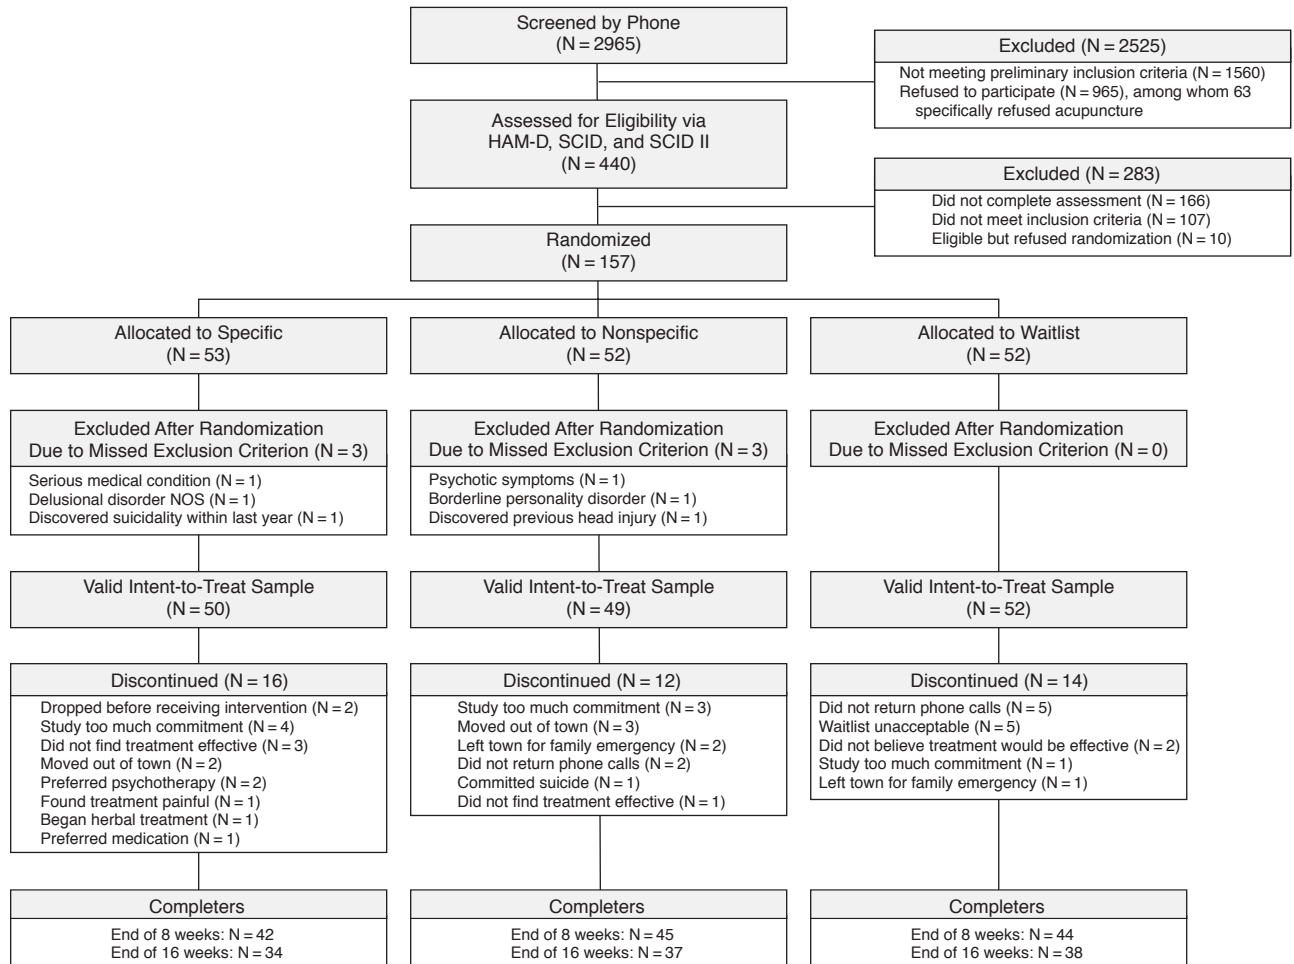 Screened by Phone
(N = 2965)
Excluded (N = 2525)
Not meeting preliminary inclusion criteria (N = 1560)
Refused to participate (N = 965), among whom 63
specifically refused acupuncture
Assessed for Eligibility via
HAM-D, SCID, and SCID II
(N = 440)
Excluded (N = 283)
Did not complete assessment (N = 166)
Did not meet inclusion criteria (N = 107)
Eligible but refused randomization (N = 10)
Randomized
(N = 157)
Allocated to Specific
(N = 53)
Allocated to Nonspecific
(N = 52)
Allocated to Waitlist
(N = 52)
Excluded After Randomization
Due to Missed Exclusion Criterion (N = 3)
Serious medical condition (N = 1)
Delusional disorder NOS (N = 1)
Discovered suicidality within last year (N = 1)
Excluded After Randomization
Due to Missed Exclusion Criterion (N = 3)
Psychotic symptoms (N = 1)
Borderline personality disorder (N = 1)
Discovered previous head injury (N = 1)
Excluded After Randomization
Due to Missed Exclusion Criterion (N = 0)
Valid Intent-to-Treat Sample
(N = 50)
Valid Intent-to-Treat Sample
(N = 49)
Valid Intent-to-Treat Sample
(N = 52)
Discontinued (N = 16)
Dropped before receiving intervention (N = 2)
Study too much commitment (N = 4)
Did not find treatment effective (N = 3)
Moved out of town (N = 2)
Preferred psychotherapy (N = 2)
Found treatment painful (N = 1)
Began herbal treatment (N = 1)
Preferred medication (N = 1)
Discontinued (N = 12)
Study too much commitment (N = 3)
Moved out of town (N = 3)
Left town for family emergency (N = 2)
Did not return phone calls (N = 2)
Committed suicide (N = 1)
Did not find treatment effective (N = 1)
Discontinued (N = 14)
Did not return phone calls (N = 5)
Waitlist unacceptable (N = 5)
Did not believe treatment would be effective (N = 2)
Study too much commitment (N = 1)
Left town for family emergency (N = 1)
Completers
End of 8 weeks: N = 42
End of 16 weeks: N = 34
Completers
End of 8 weeks: N = 45
End of 16 weeks: N = 37
Completers
End of 8 weeks: N = 44
End of 16 weeks: N = 38